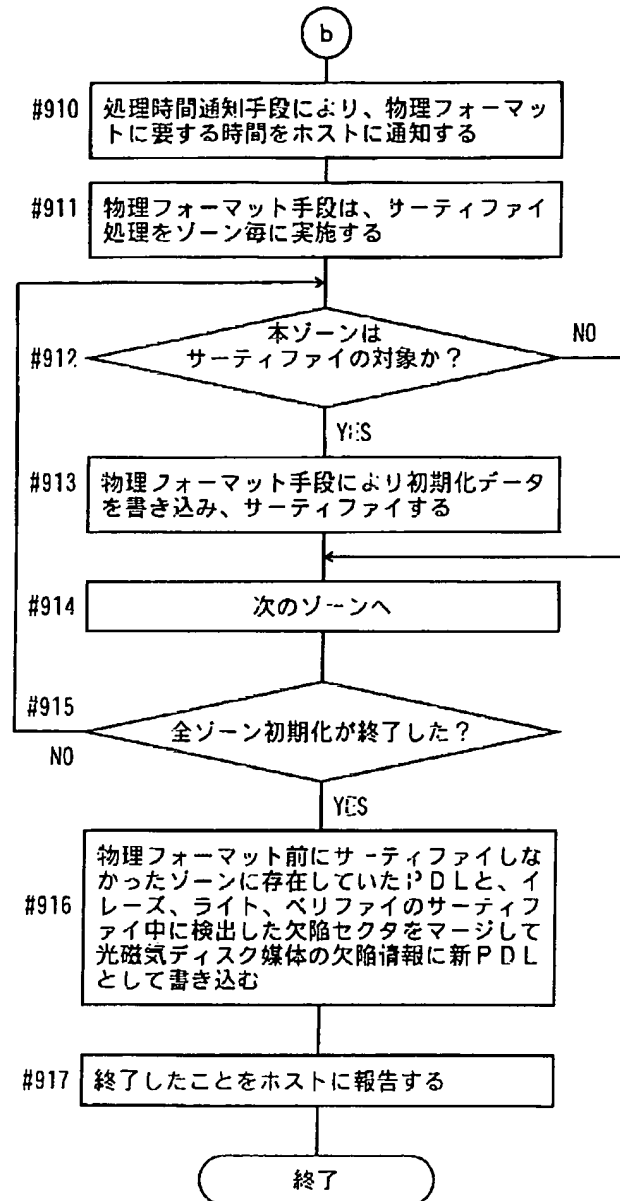 b
#910
処理時間通知手段により、物理フォーマッ
トに要する時間をホストに通知する
#911
物理フォーマット手段は、サーティファイ
処理をゾーン毎に実施する
#912
本ゾーンは
サーティファイの対象か？
NO
YES
#913
物理フォーマット手段により初期化データ
を書き込み、サーティファイする
#914
次のゾーンへ
#915
全ゾーン初期化が終了した？
NO
YES
#916
物理フォーマット前にサーティファイしな
かったゾーンに存在していたPDLと、イ
レーズ、ライト、ベリファイのサーティフ
ァイ中に検出した欠陥セクタをマージして
光磁気ディスク媒体の欠陥情報に新PDL
として書き込む
#917
終了したことをホストに報告する
終了